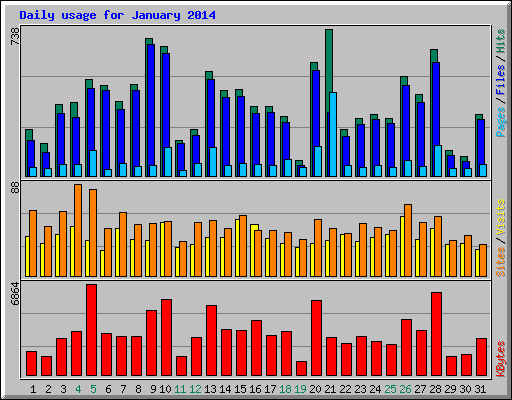 Daily usage for January 2014
738
Pages/Files/Hits
88
Sites/Visits
6864
KBytes
1 2 3 4 5 6 7 8 9 10 11 12 13 14 15 16 17 18 19 20 21 22 23 24 25 26 27 28 29 30 31